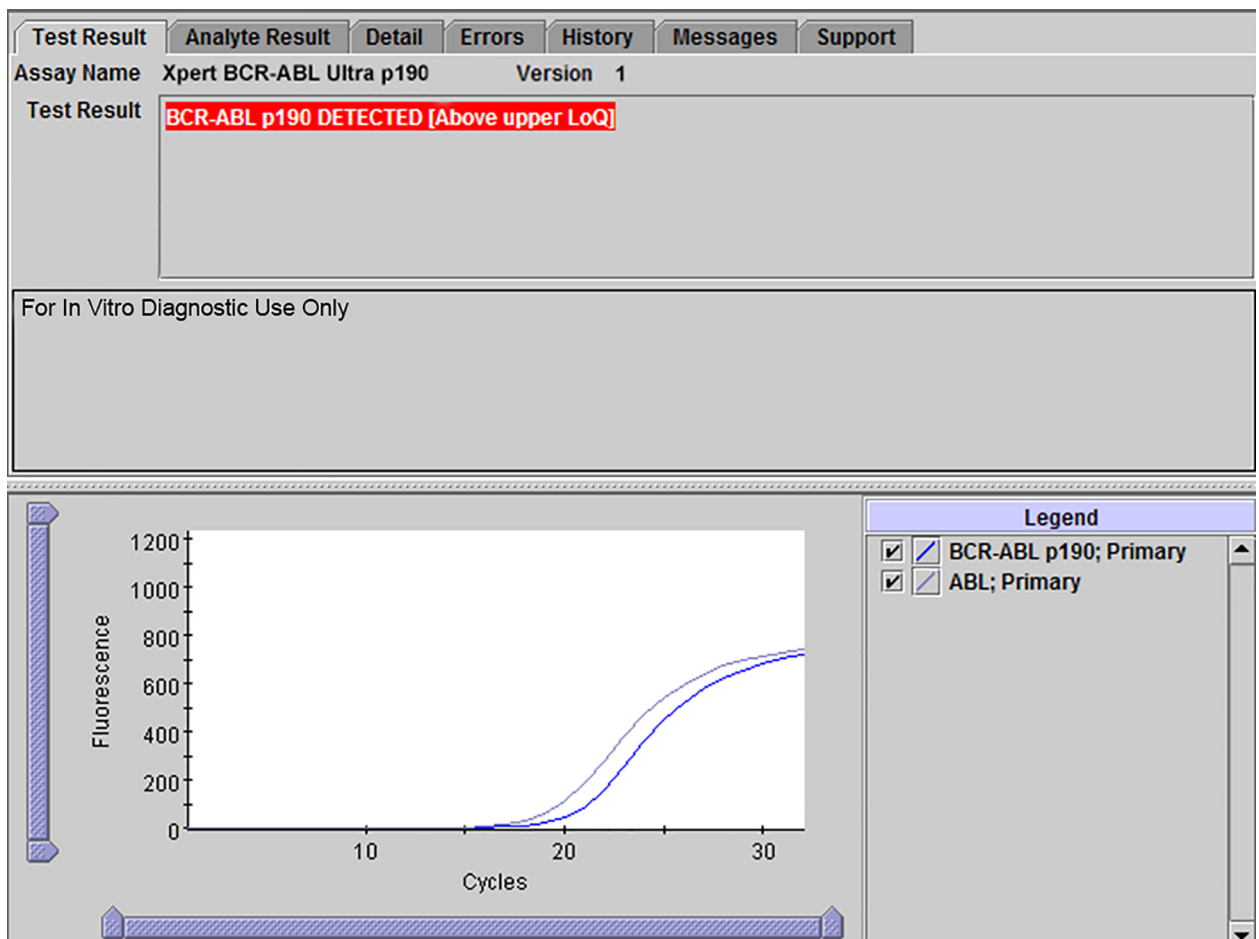 Test Result Analyte Result Detail Errors History Messages Support
Assay Name Xpert BCR-ABL Ultra p190 Version 1
Test Result BCR-ABL p190 DETECTED [Above upper LoQ]
For In Vitro Diagnostic Use Only
Legend
BCR-ABL p190; Primary
ABL; Primary
Fluorescence
1200
1000
800
600
400
200
0
10 20 30
Cycles